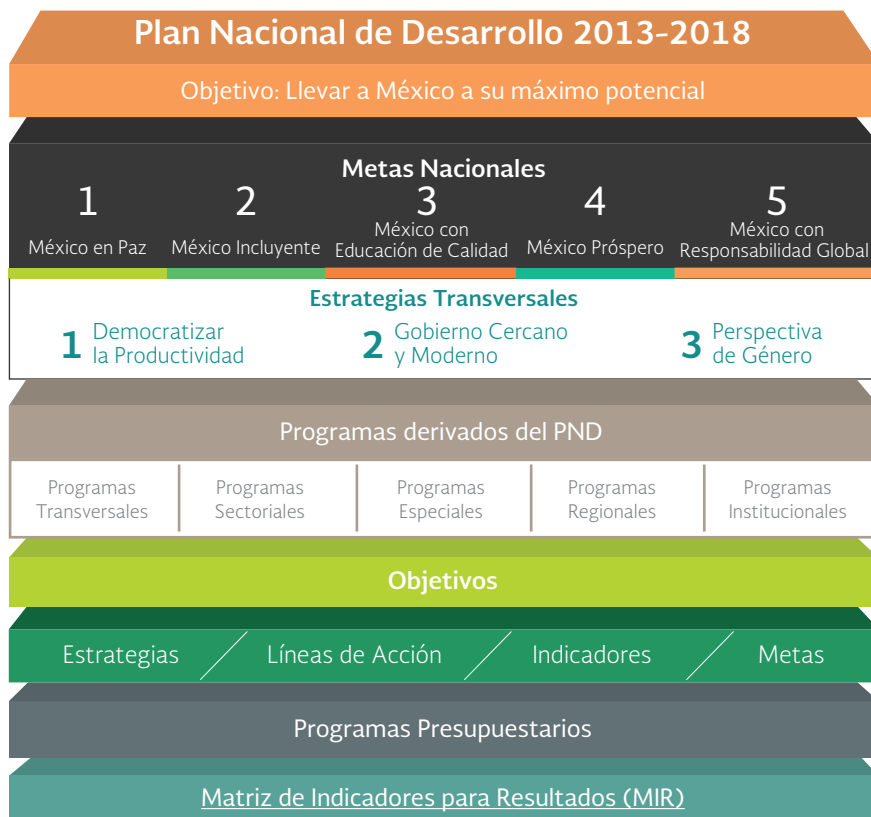 Plan Nacional de Desarrollo 2013-2018
Objetivo: Llevar a México a su máximo potencial
Metas Nacionales
1
México en Paz
2
México Incluyente
3
México con
Educación de Calidad
4
México Próspero
5
México con
Responsabilidad Global
Estrategias Transversales
1 Democratizar
la Productividad
2 Gobierno Cercano
y Moderno
3 Perspectiva
de Género
Programas derivados del PND
Programas
Transversales
Programas
Sectoriales
Programas
Especiales
Programas
Regionales
Programas
Institucionales
Objetivos
Estrategias
Líneas de Acción
Indicadores
Metas
Programas Presupuestarios
Matriz de Indicadores para Resultados (MIR)